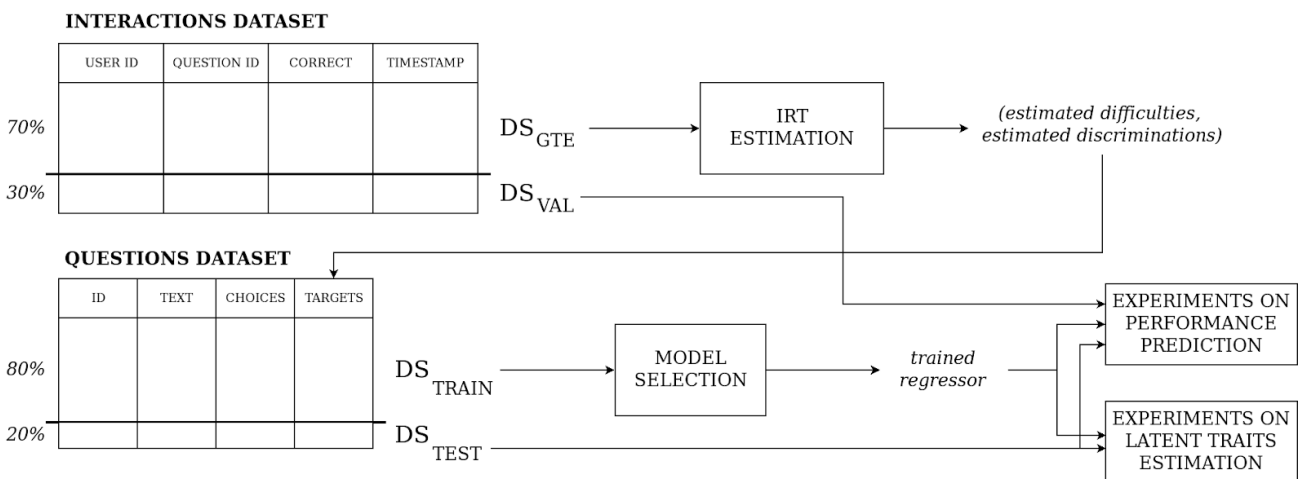 INTERACTIONS DATASET
USER ID QUESTION ID CORRECT TIMESTAMP
70%
30%
DS GTE
DS VAL
IRT
ESTIMATION
(estimated difficulties,
estimated discriminations)
QUESTIONS DATASET
ID TEXT CHOICES TARGETS
80%
20%
DS TRAIN
DS TEST
MODEL
SELECTION
trained
regressor
EXPERIMENTS ON
PERFORMANCE
PREDICTION
EXPERIMENTS ON
LATENT TRAITS
ESTIMATION